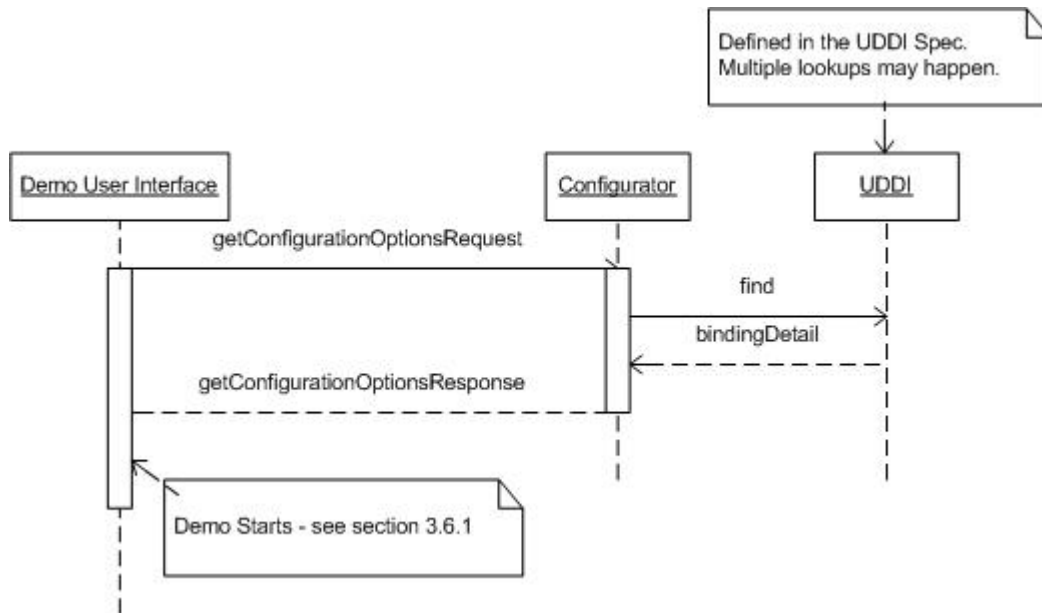 Defined in the UDDI Spec.
Multiple lookups may happen.
Demo User Interface
Configurator
UDDI
getConfigurationOptionsRequest
find
bindingDetail
getConfigurationOptionsResponse
Demo Starts - see section 3.6.1